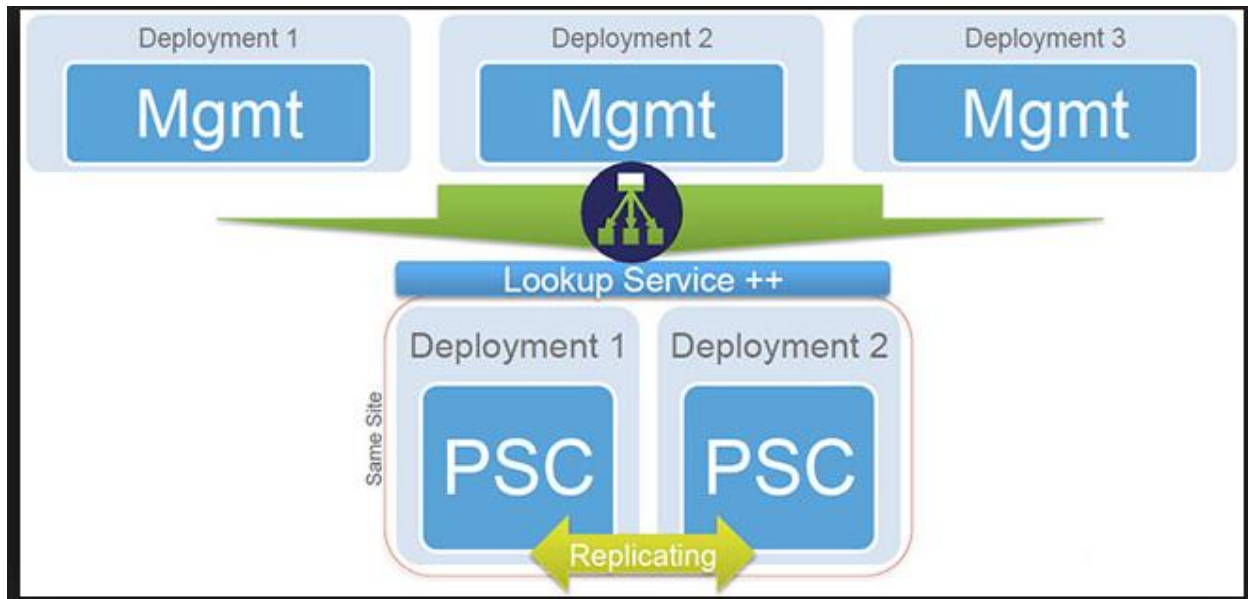 Deployment 1
Deployment 2
Deployment 3
Mgmt
Mgmt
Mgmt
Lookup Service ++
Deployment 1
Deployment 2
Same Site
PSC
PSC
Replicating